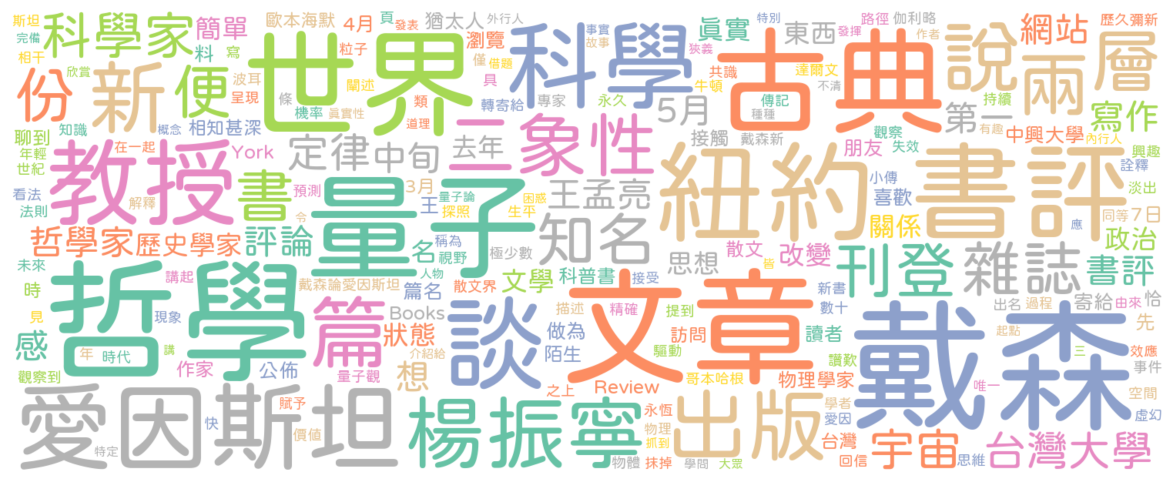 完備 科學家 簡單 歐本海默 4月 猶太人 頁 發表 外行人 事實 眞實 東西 特別 路徑 伽利略 歷久彌新
相干 料 寫 粒子 瀏覽 僅 故事 發揮 作者 網站
份 欣賞 新 便 世界 科學 狹義 古典 說 兩 層
波耳 呈現 闡述 借題 共識 達爾文
條 類 具 牛頓 不清
聊到 知識 機率 眞實性 道理 轉寄給 專家 永久 傳記 持續 寫作
年輕 概念 相知甚深 三 象性 5月 種種 第一 有趣 中興大學 內行人
世紀 在一起 York 定律 中旬 去年 接觸 戴森新 朋友 觀察 失效 興趣
教授 書 量子 紐約 書評 詮釋
看法 解釋 預測 3月 量子論 困惑 王孟亮 小傳 喜歡 淡出
法則 令 王 探照 生平 知名 關係 應 同等 7日
哲學家 歷史學家 評論 名 稱為 極少數 散文 改變 政治
視野 思想 刊登 雜誌 書評
未來 講起 戴森論愛因斯坦 人物 文學 科普書 接受 皆
時 哲學 篇 篇名 散文界 新書 出名 過程 由來 恰
見 現象 Books 描述 精確 提到 數十 寄給 先
感 年 時代 講 狀態 談 做為 文章 訪問 讀者 戴森 起點 三
觀察到 作家 公佈 介紹給 陌生 驅動 讚歎 效應
量子觀 想 Review 哥本哈根 物理學家 唯一 事件
愛因斯坦 賦予 之上 學者 空間
快 楊振寧 永恆 出版 愛因 虛幻
價値 物理 台灣 宇宙 台灣大學
特定 抓到 回信 思維
物體 抹掉 學問 大眾